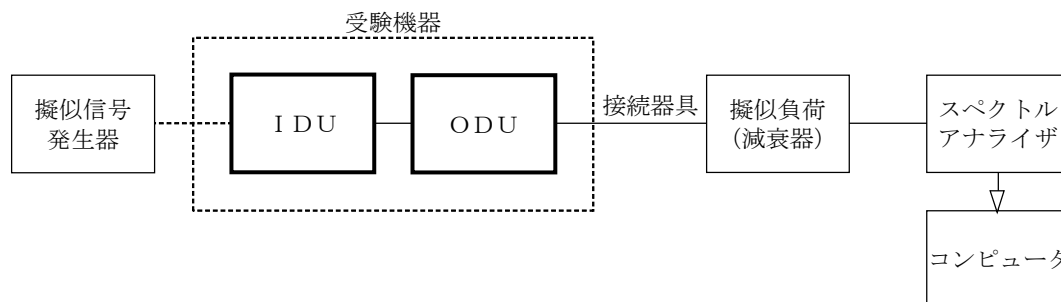 受験機器
擬似信号
発生器
ＩＤＵ
ＯＤＵ
接続器具
擬似負荷
(減衰器)
スペクトル
アナライザ
コンピュータ